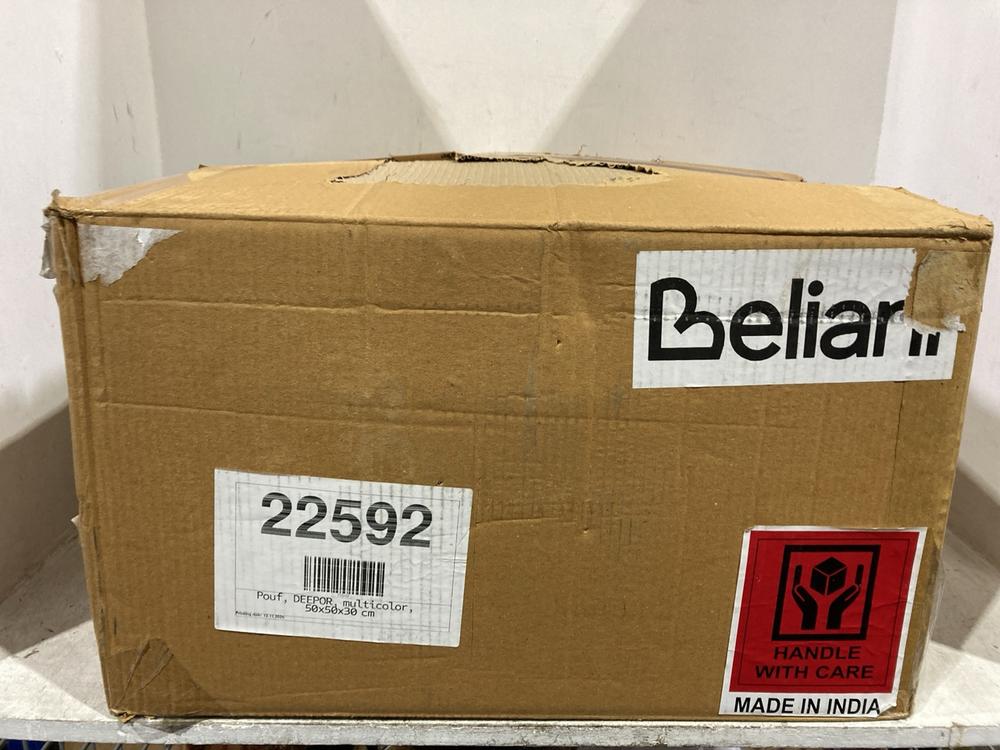 Beliani
22592
Pouf, DEEPOR, multicolor,
50x50x30 cm
HANDLE
WITH CARE
MADE IN INDIA